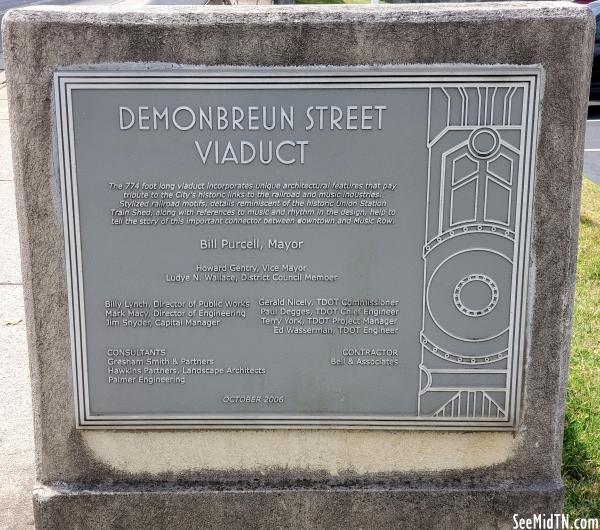 DEMONBREUN STREET
VIADUCT
The 774 foot long viaduct incorporates unique architectural features that pay
tribute to the City's historic links to the railroad and music industries.
Stylized railroad motifs, details reminiscent of the historic Union Station
Train Shed, along with references to music and rhythm in the design, help to
tell the story of this important connector between downtown and Music Row.
Bill Purcell, Mayor
Howard Gentry, Vice Mayor
Ludye N. Wallace, District Council Member
Billy Lynch, Director of Public Works
Mark Macy, Director of Engineering
Jim Snyder, Capital Manager
Gerald Nicely, TDOT Commissioner
Paul Degges, TDOT Chief Engineer
Terry York, TDOT Project Manager
Ed Wasserman, TDOT Engineer
CONSULTANTS
Gresham Smith & Partners
Hawkins Partners, Landscape Architects
Palmer Engineering
CONTRACTOR
Bell & Associates
OCTOBER 2006
SeeMidTN.com